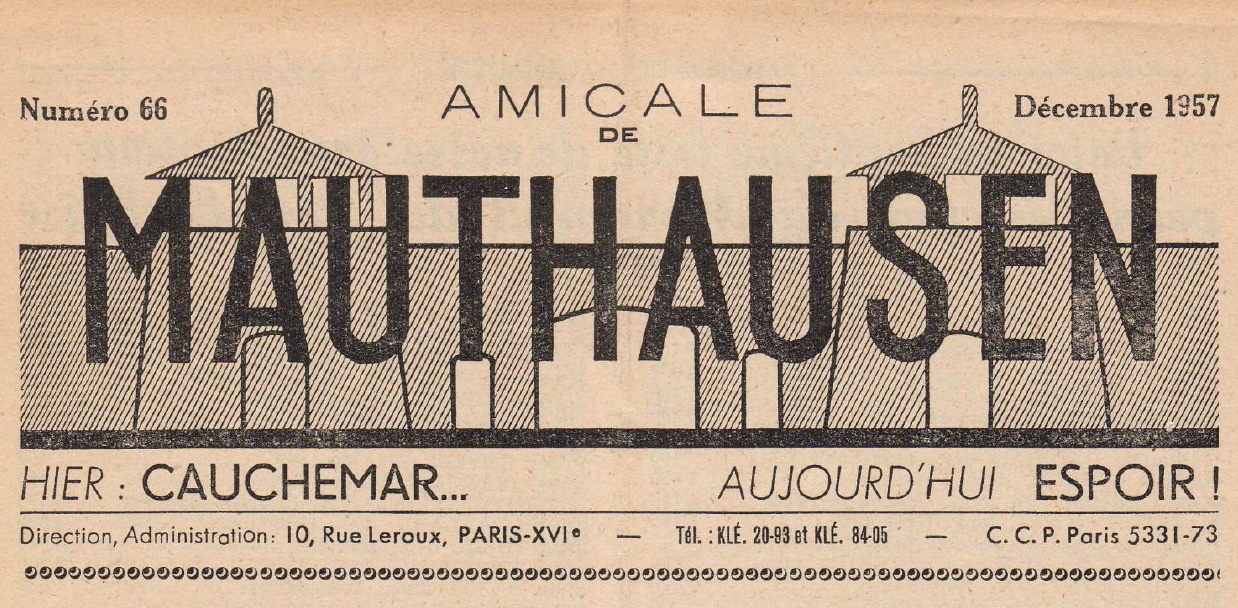 Numéro 66
AMICALE
DE
Décembre 1957
MAUTHAUSEN
HIER : CAUCHEMAR... AUJOURD'HUI ESPOIR !
Direction, Administration : 10, Rue Leroux, PARIS-XVIe — Tél. : KLÉ. 20-93 et KLÉ. 84-05 — C. C. P. Paris 5331-73